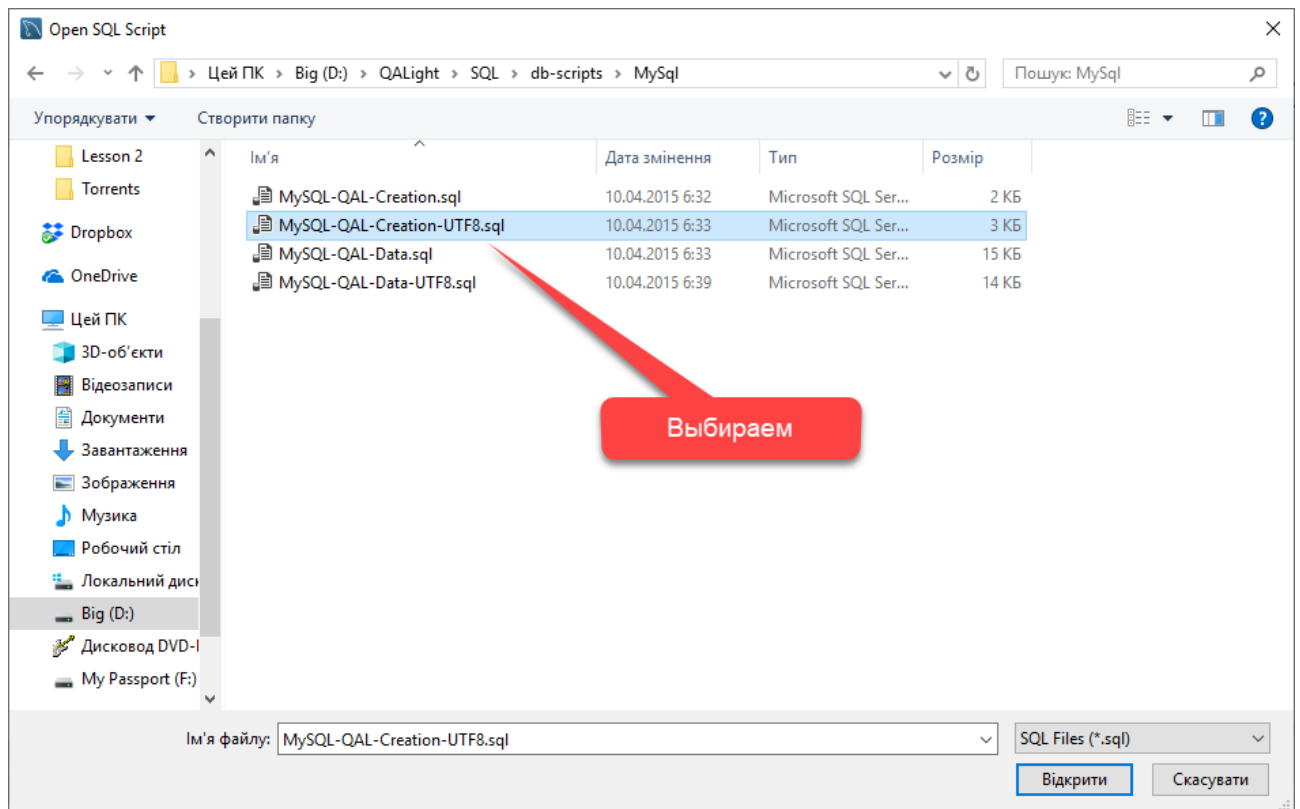 Open SQL Script
Цей ПК > Big (D:) > QALight > SQL > db-scripts > MySql
Пошук: MySql
Упорядкувати
Створити папку
Lesson 2
Torrents
Dropbox
OneDrive
Цей ПК
3D-об'єкти
Відеозаписи
Документи
Завантаження
Зображення
Музика
Робочий стіл
Локальний диск
Big (D:)
Дисковод DVD-
My Passport (F:)
Ім'я Дата змінення Тип Розмір
MySQL-QAL-Creation.sql 10.04.2015 6:32 Microsoft SQL Ser... 2 КБ
MySQL-QAL-Creation-UTF8.sql 10.04.2015 6:33 Microsoft SQL Ser... 3 КБ
MySQL-QAL-Data.sql 10.04.2015 6:33 Microsoft SQL Ser... 15 КБ
MySQL-QAL-Data-UTF8.sql 10.04.2015 6:39 Microsoft SQL Ser... 14 КБ
Выбираем
Ім'я файлу: MySQL-QAL-Creation-UTF8.sql
SQL Files (*.sql)
Відкрити
Скасувати